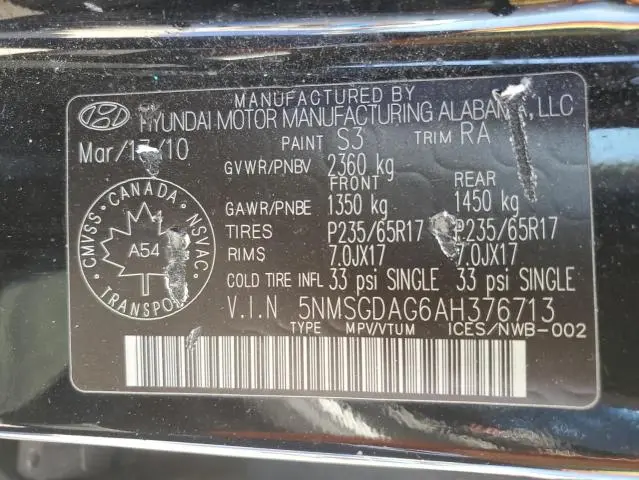 MANUFACTURED BY
HYUNDAI MOTOR MANUFACTURING ALABAMA, LLC
PAINT S3 TRIM RA
GVWR/PNBV 2360 kg
FRONT REAR
GAWR/PNBE 1350 kg 1450 kg
TIRES P235/65R17 P235/65R17
RIMS 7.0JX17 7.0JX17
COLD TIRE INFL 33 psi SINGLE 33 psi SINGLE
V.I.N 5NMSGDAG6AH376713
TYPE MPV/VTUM ICES/NWB-002
CANADA
CMVSS NSVAC
A54
TRANSPORT